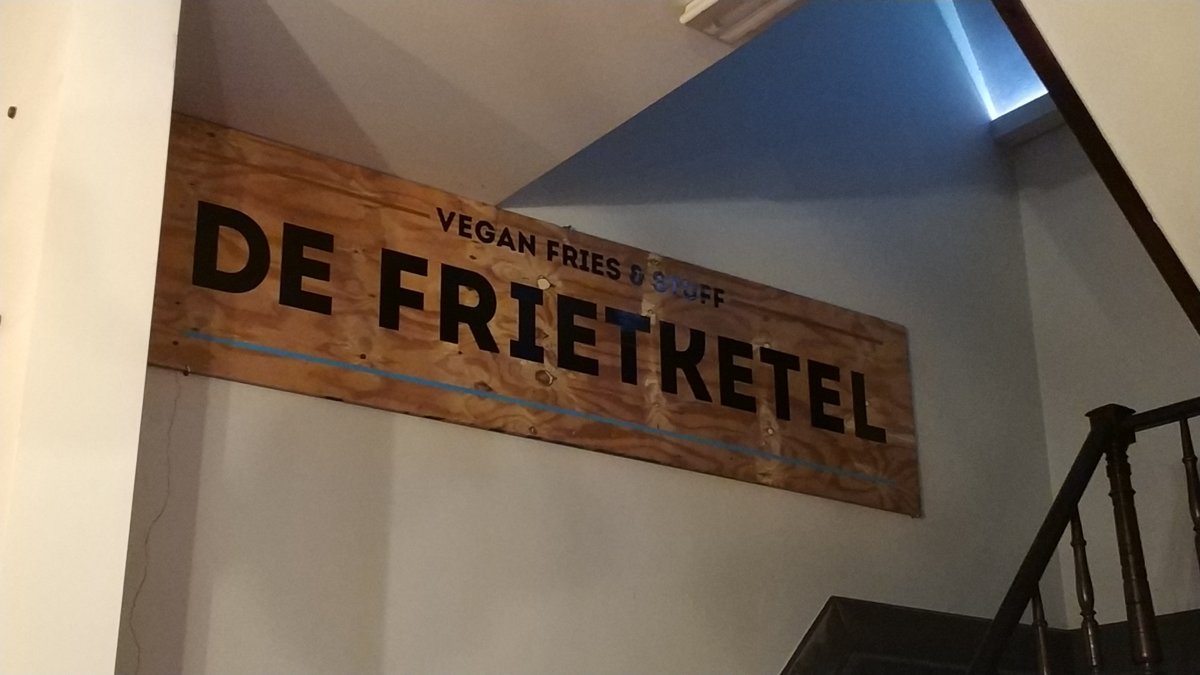 VEGAN FRIES & STUFF
DE FRIETKETEL